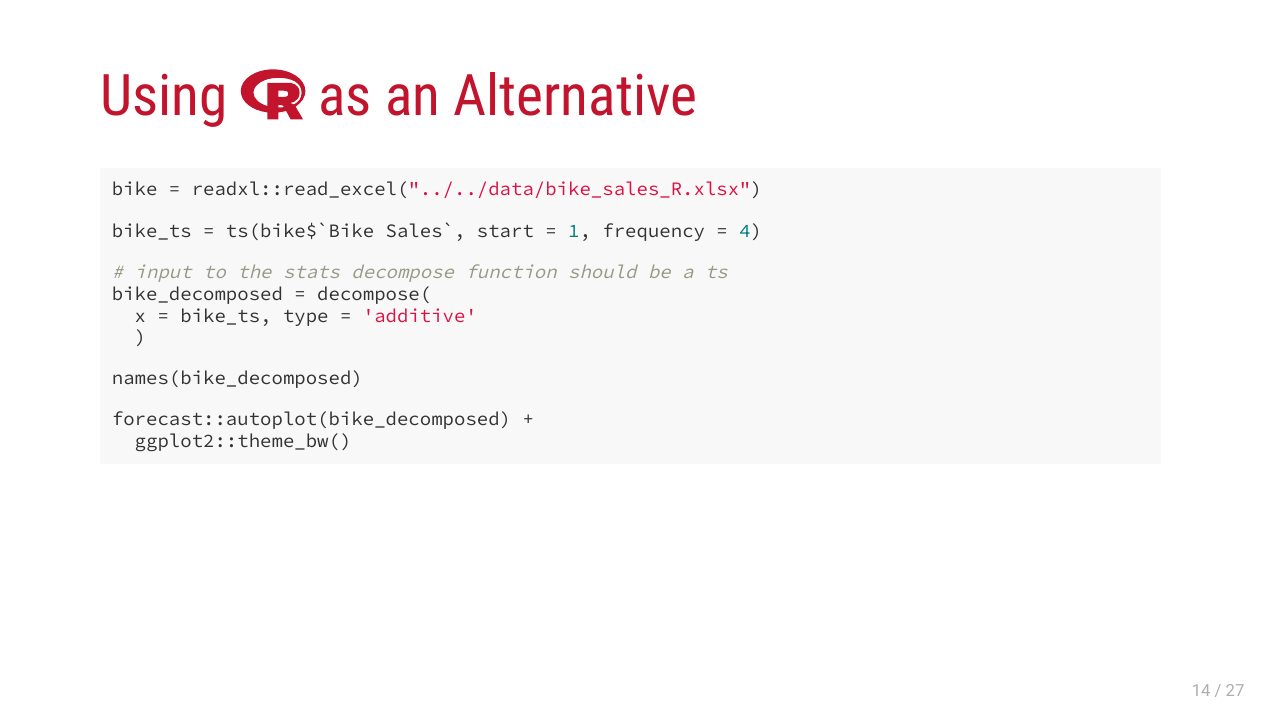 Using R as an Alternative
bike = readxl::read_excel("../../data/bike_sales_R.xlsx")
bike_ts = ts(bike$`Bike Sales`, start = 1, frequency = 4)
# input to the stats decompose function should be a ts
bike_decomposed = decompose(
  x = bike_ts, type = 'additive'
  )
names(bike_decomposed)
forecast::autoplot(bike_decomposed) +
  ggplot2::theme_bw()
14 / 27